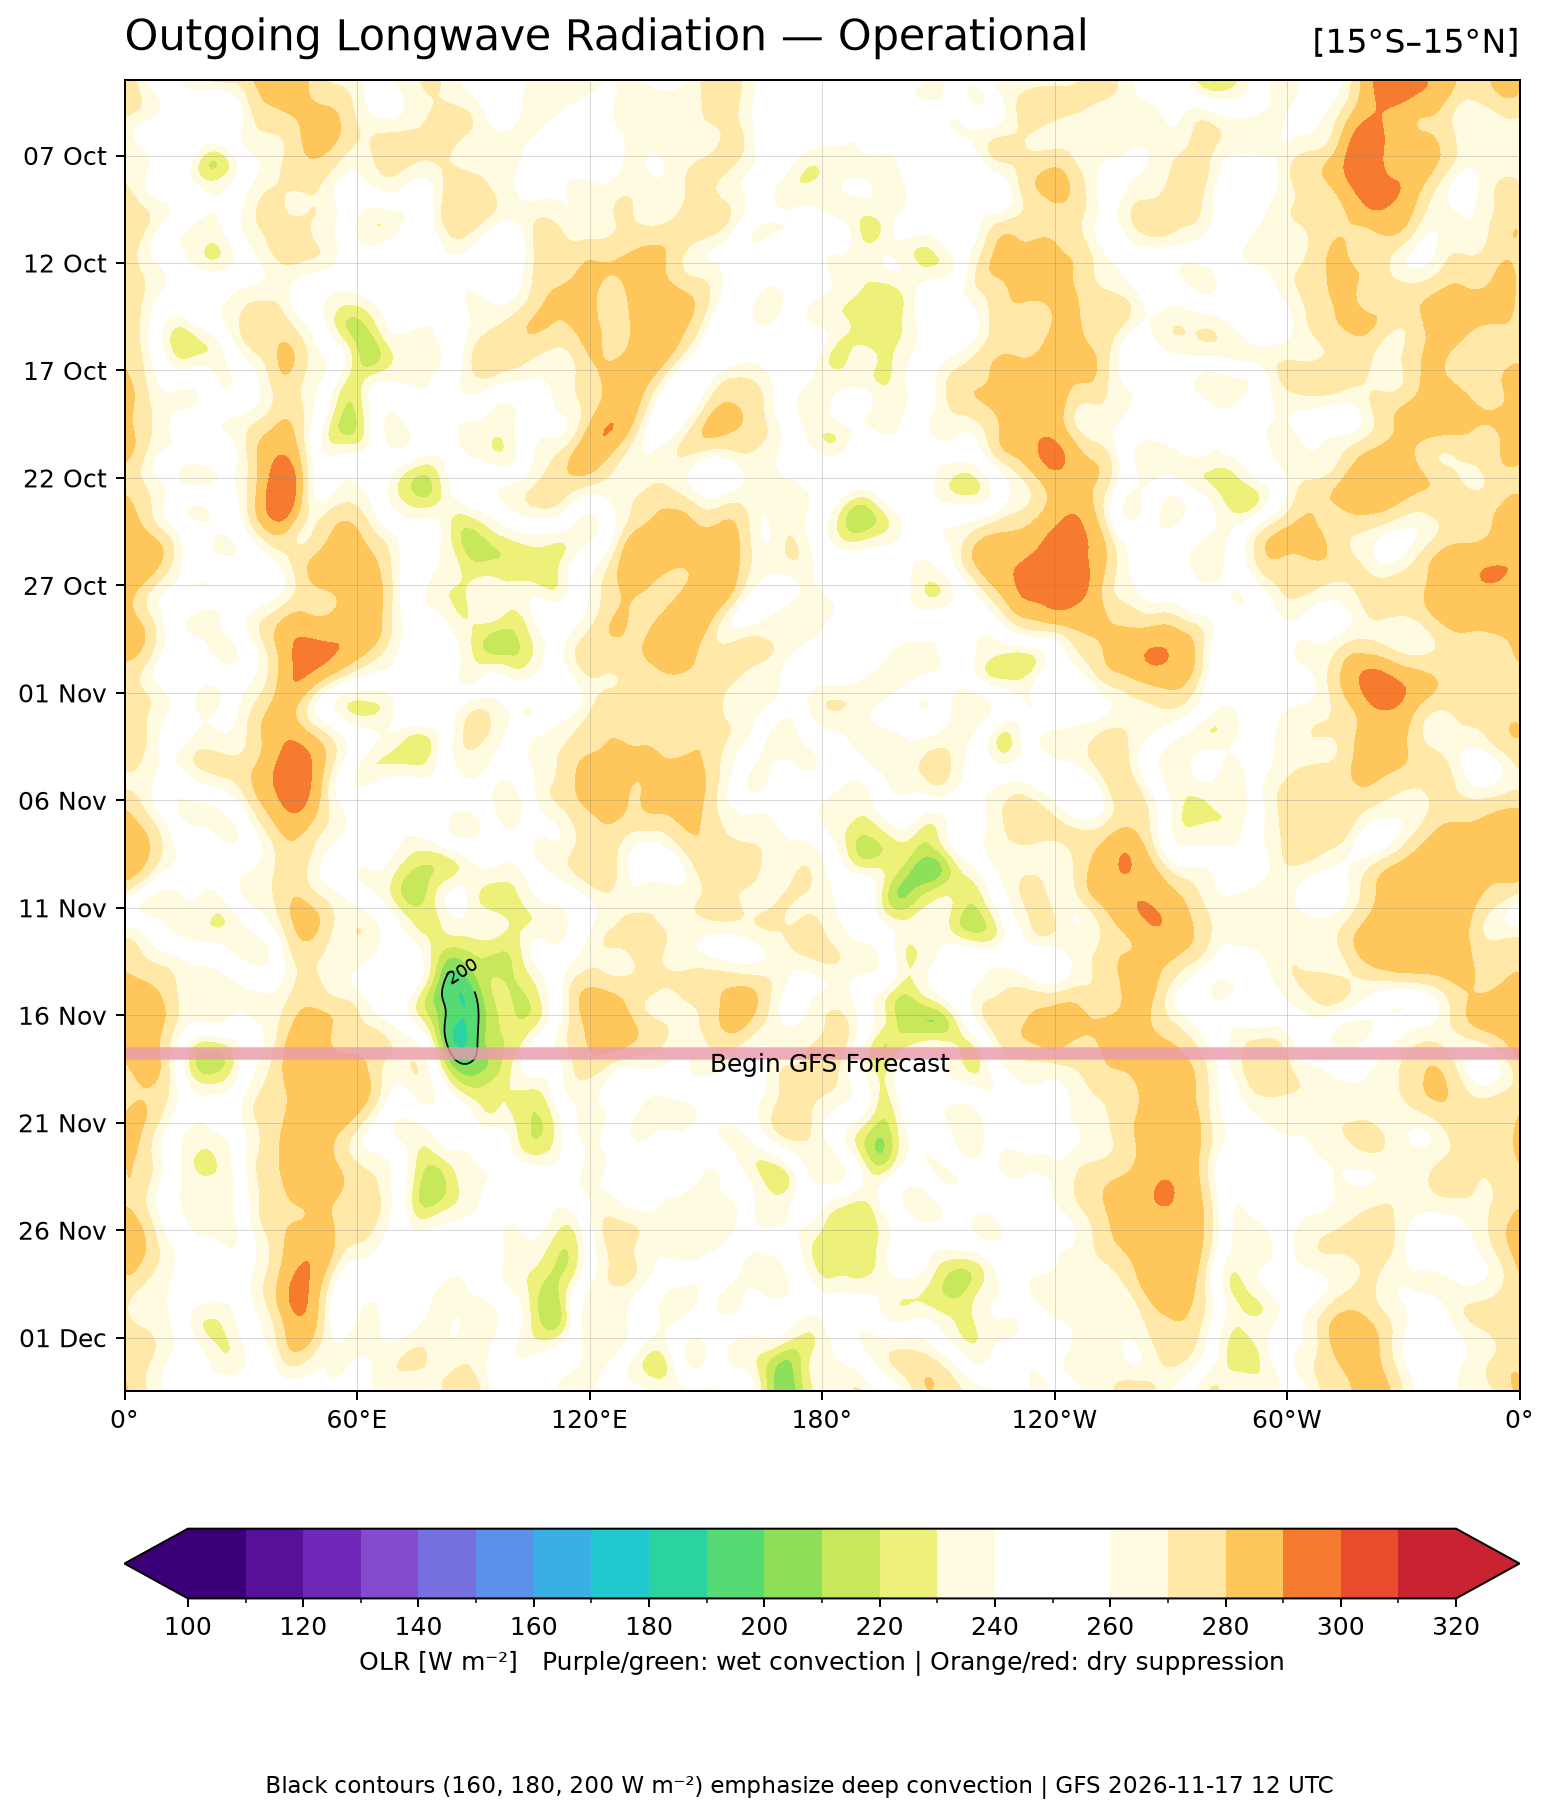 Outgoing Longwave Radiation — Operational [15°S–15°N]
07 Oct
12 Oct
17 Oct
22 Oct
27 Oct
01 Nov
06 Nov
11 Nov
200
16 Nov
Begin GFS Forecast
21 Nov
26 Nov
01 Dec
0° 60°E 120°E 180° 120°W 60°W 0°
100 120 140 160 180 200 220 240 260 280 300 320
OLR [W m⁻²] Purple/green: wet convection | Orange/red: dry suppression
Black contours (160, 180, 200 W m⁻²) emphasize deep convection | GFS 2026-11-17 12 UTC